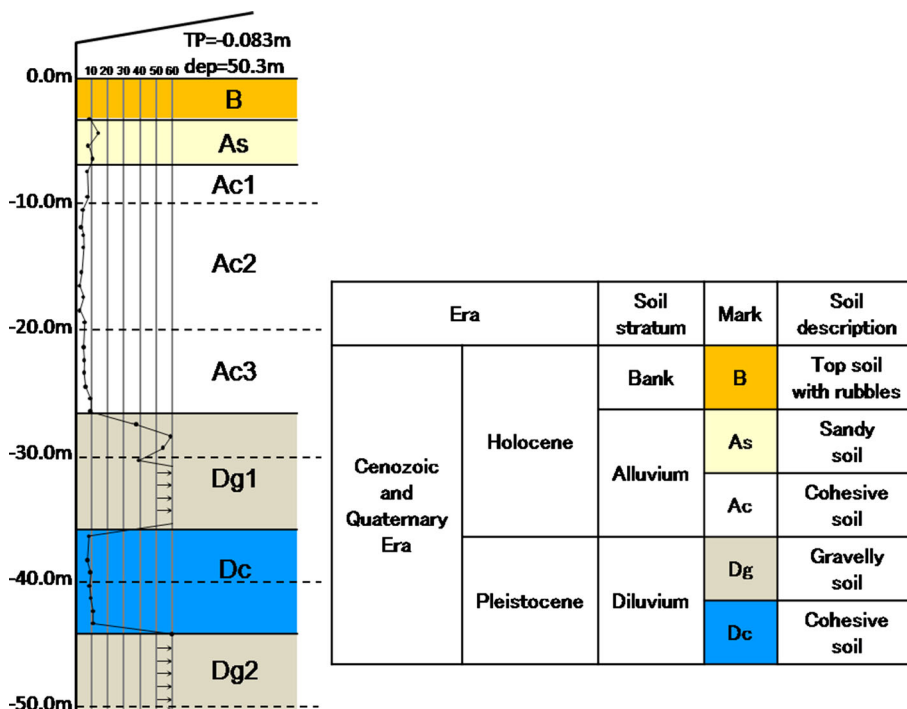 TP=-0.083m
dep=50.3m
0.0m
10 20 30 40 50 60
B
As
Ac1
-10.0m
Ac2
-20.0m
Ac3
-30.0m
Dg1
Dc
-40.0m
Dg2
-50.0m
Era
Soil
stratum
Mark
Soil
description
Cenozoic
and
Quaternary
Era
Holocene
Bank
B
Top soil
with rubbles
Alluvium
As
Sandy
soil
Ac
Cohesive
soil
Pleistocene
Diluvium
Dg
Gravelly
soil
Dc
Cohesive
soil